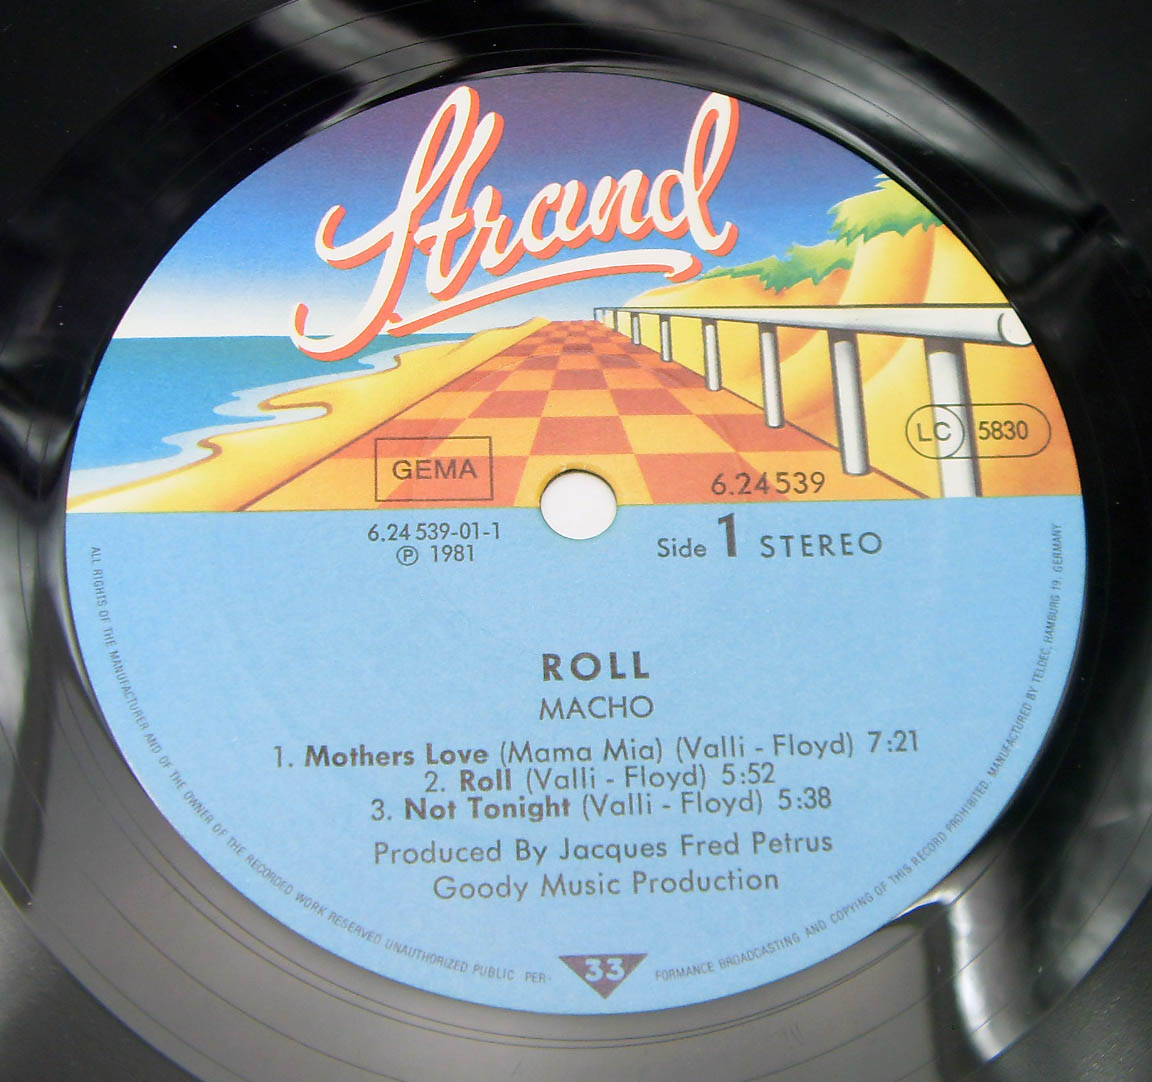 Strand
GEMA
LC 5830
6.24539
6.24 539-01-1
℗ 1981
Side 1 STEREO
ROLL
MACHO
1. Mothers Love (Mama Mia) (Valli - Floyd) 7:21
2. Roll (Valli - Floyd) 5:52
3. Not Tonight (Valli - Floyd) 5:38
Produced By Jacques Fred Petrus
Goody Music Production
ALL RIGHTS OF THE MANUFACTURER AND OF THE OWNER OF THE RECORDED WORK RESERVED UNAUTHORIZED PUBLIC PER-
33
FORMANCE BROADCASTING AND COPYING OF THIS RECORD PROHIBITED. MANUFACTURED BY TELDEC, HAMBURG 19, GERMANY